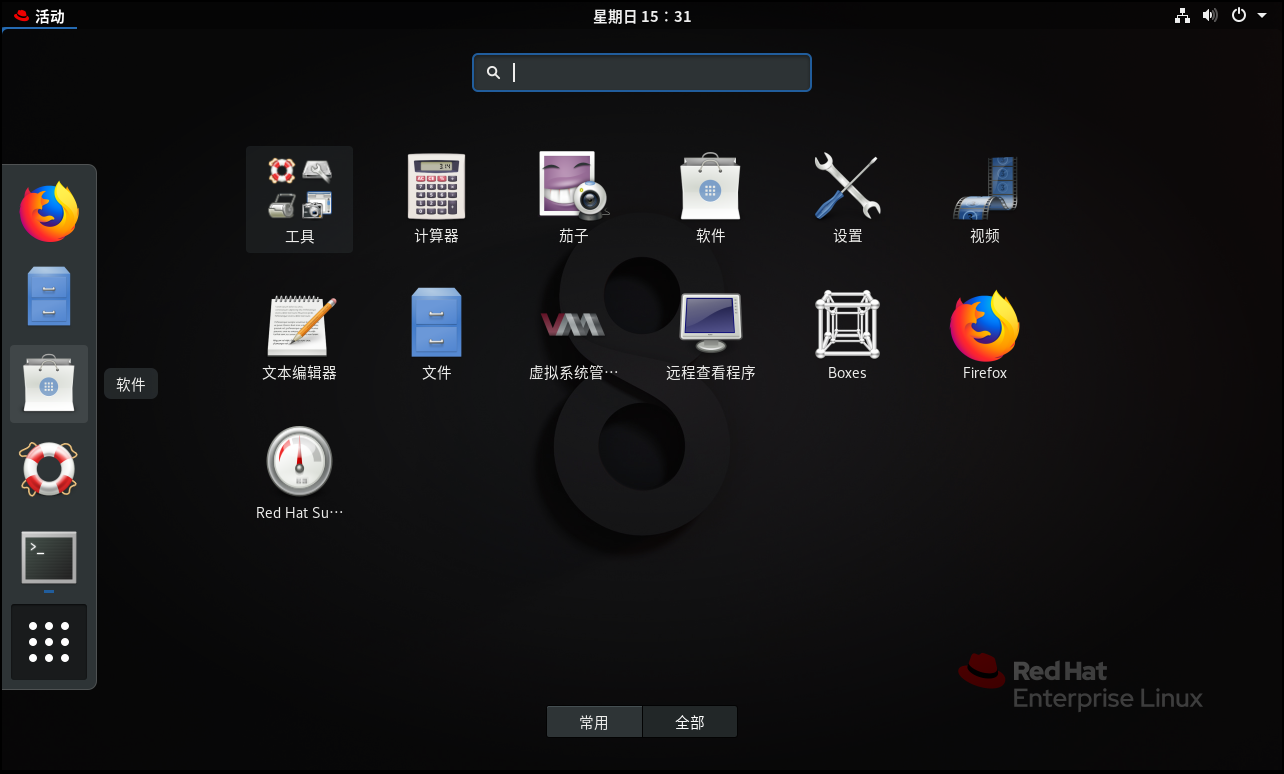 活动
星期日 15：31
工具
计算器
茄子
软件
设置
视频
文本编辑器
文件
虚拟系统管…
远程查看程序
Boxes
Firefox
软件
Red Hat Su…
Red Hat
Enterprise Linux
常用
全部